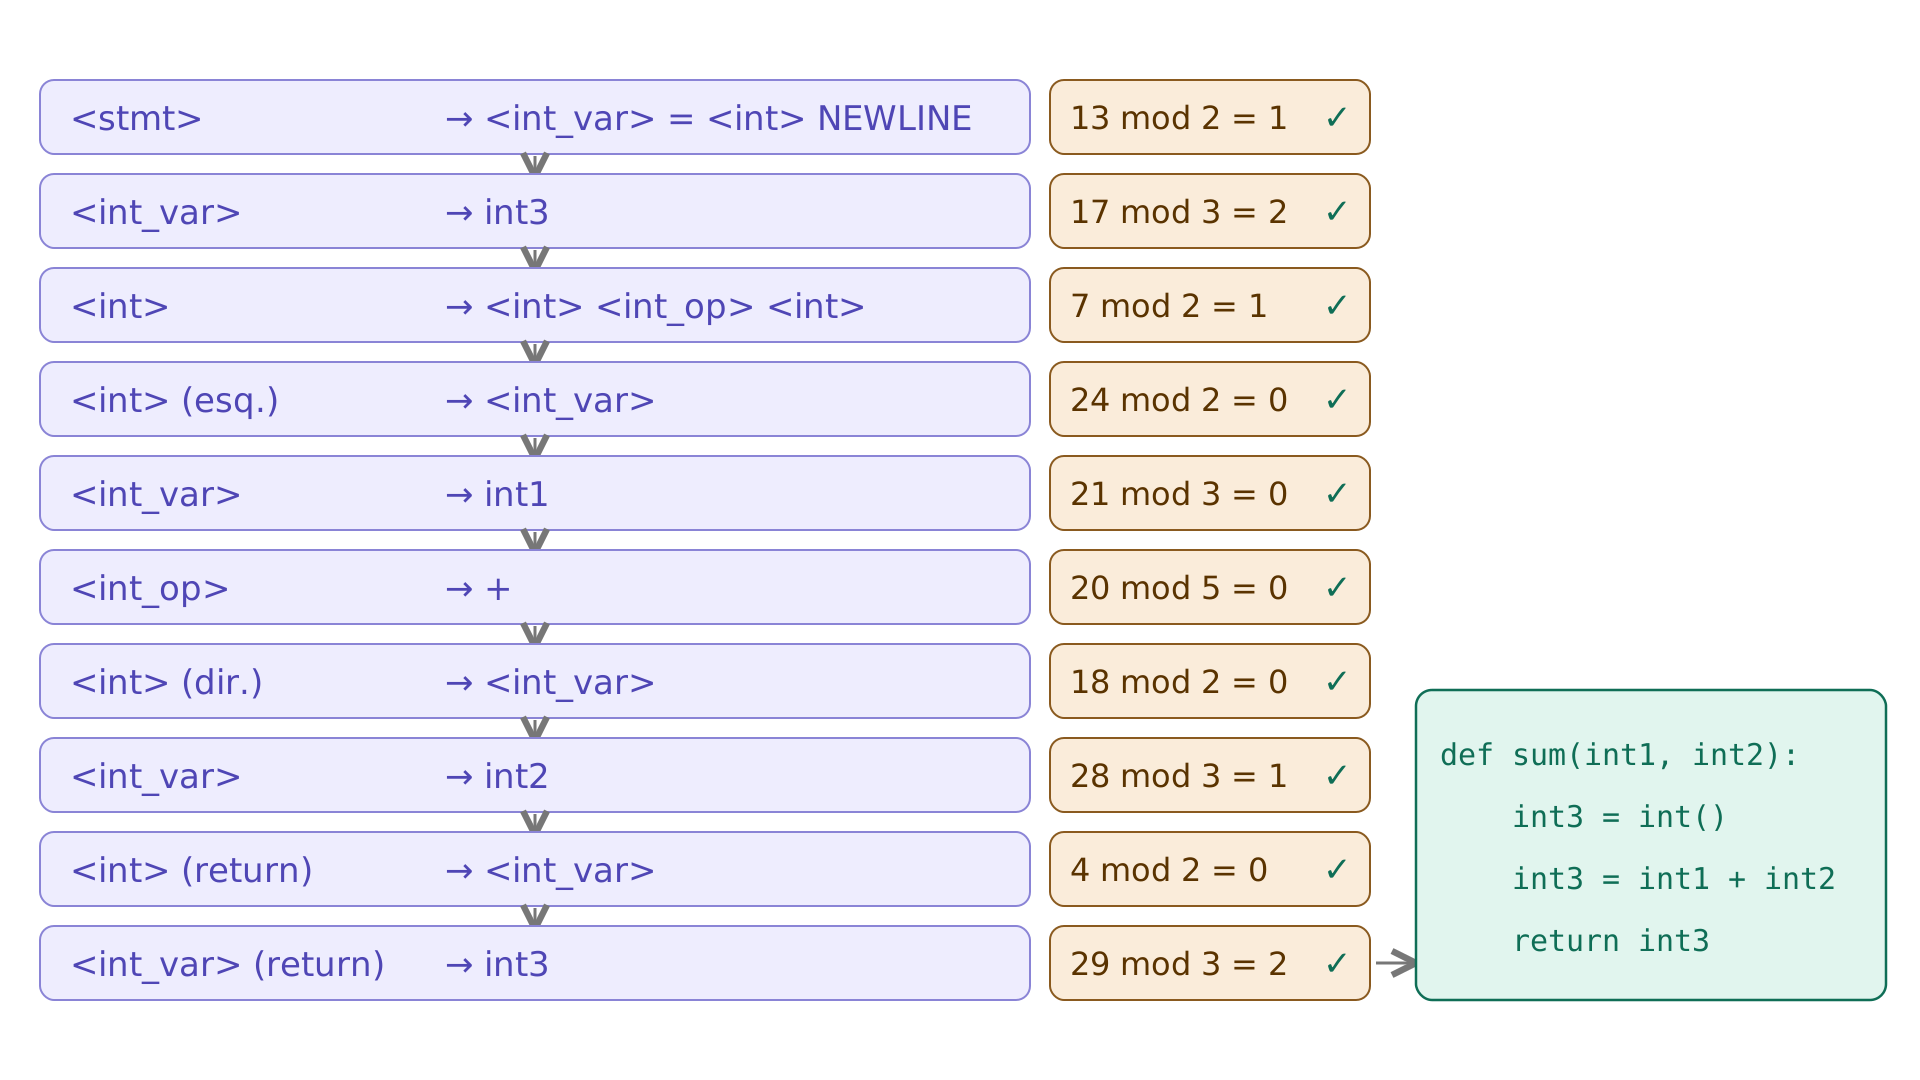 <stmt> → <int_var> = <int> NEWLINE 13 mod 2 = 1 ✓
<int_var> → int3 17 mod 3 = 2 ✓
<int> → <int> <int_op> <int> 7 mod 2 = 1 ✓
<int> (esq.) → <int_var> 24 mod 2 = 0 ✓
<int_var> → int1 21 mod 3 = 0 ✓
<int_op> → + 20 mod 5 = 0 ✓
<int> (dir.) → <int_var> 18 mod 2 = 0 ✓
<int_var> → int2 28 mod 3 = 1 ✓
<int> (return) → <int_var> 4 mod 2 = 0 ✓
<int_var> (return) → int3 29 mod 3 = 2 ✓
def sum(int1, int2):
    int3 = int()
    int3 = int1 + int2
    return int3